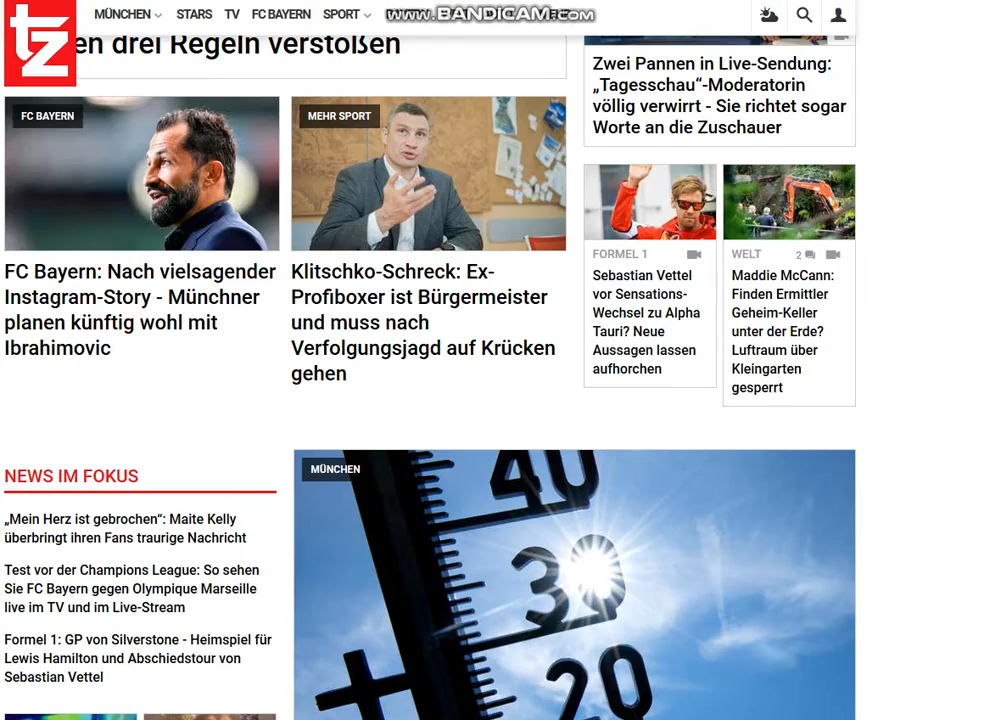 MÜNCHEN STARS TV FC BAYERN SPORT
www.BANDICAM.com
tz
en drei Regeln verstoßen
Zwei Pannen in Live-Sendung:
„Tagesschau“-Moderatorin
völlig verwirrt - Sie richtet sogar
Worte an die Zuschauer
FC BAYERN
FC Bayern: Nach vielsagender
Instagram-Story - Münchner
planen künftig wohl mit
Ibrahimovic
MEHR SPORT
Klitschko-Schreck: Ex-
Profiboxer ist Bürgermeister
und muss nach
Verfolgungsjagd auf Krücken
gehen
FORMEL 1
Sebastian Vettel
vor Sensations-
Wechsel zu Alpha
Tauri? Neue
Aussagen lassen
aufhorchen
WELT 2
Maddie McCann:
Finden Ermittler
Geheim-Keller
unter der Erde?
Luftraum über
Kleingarten
gesperrt
NEWS IM FOKUS
„Mein Herz ist gebrochen“: Maite Kelly
überbringt ihren Fans traurige Nachricht
Test vor der Champions League: So sehen
Sie FC Bayern gegen Olympique Marseille
live im TV und im Live-Stream
Formel 1: GP von Silverstone - Heimspiel für
Lewis Hamilton und Abschiedstour von
Sebastian Vettel
MÜNCHEN
40
30
20